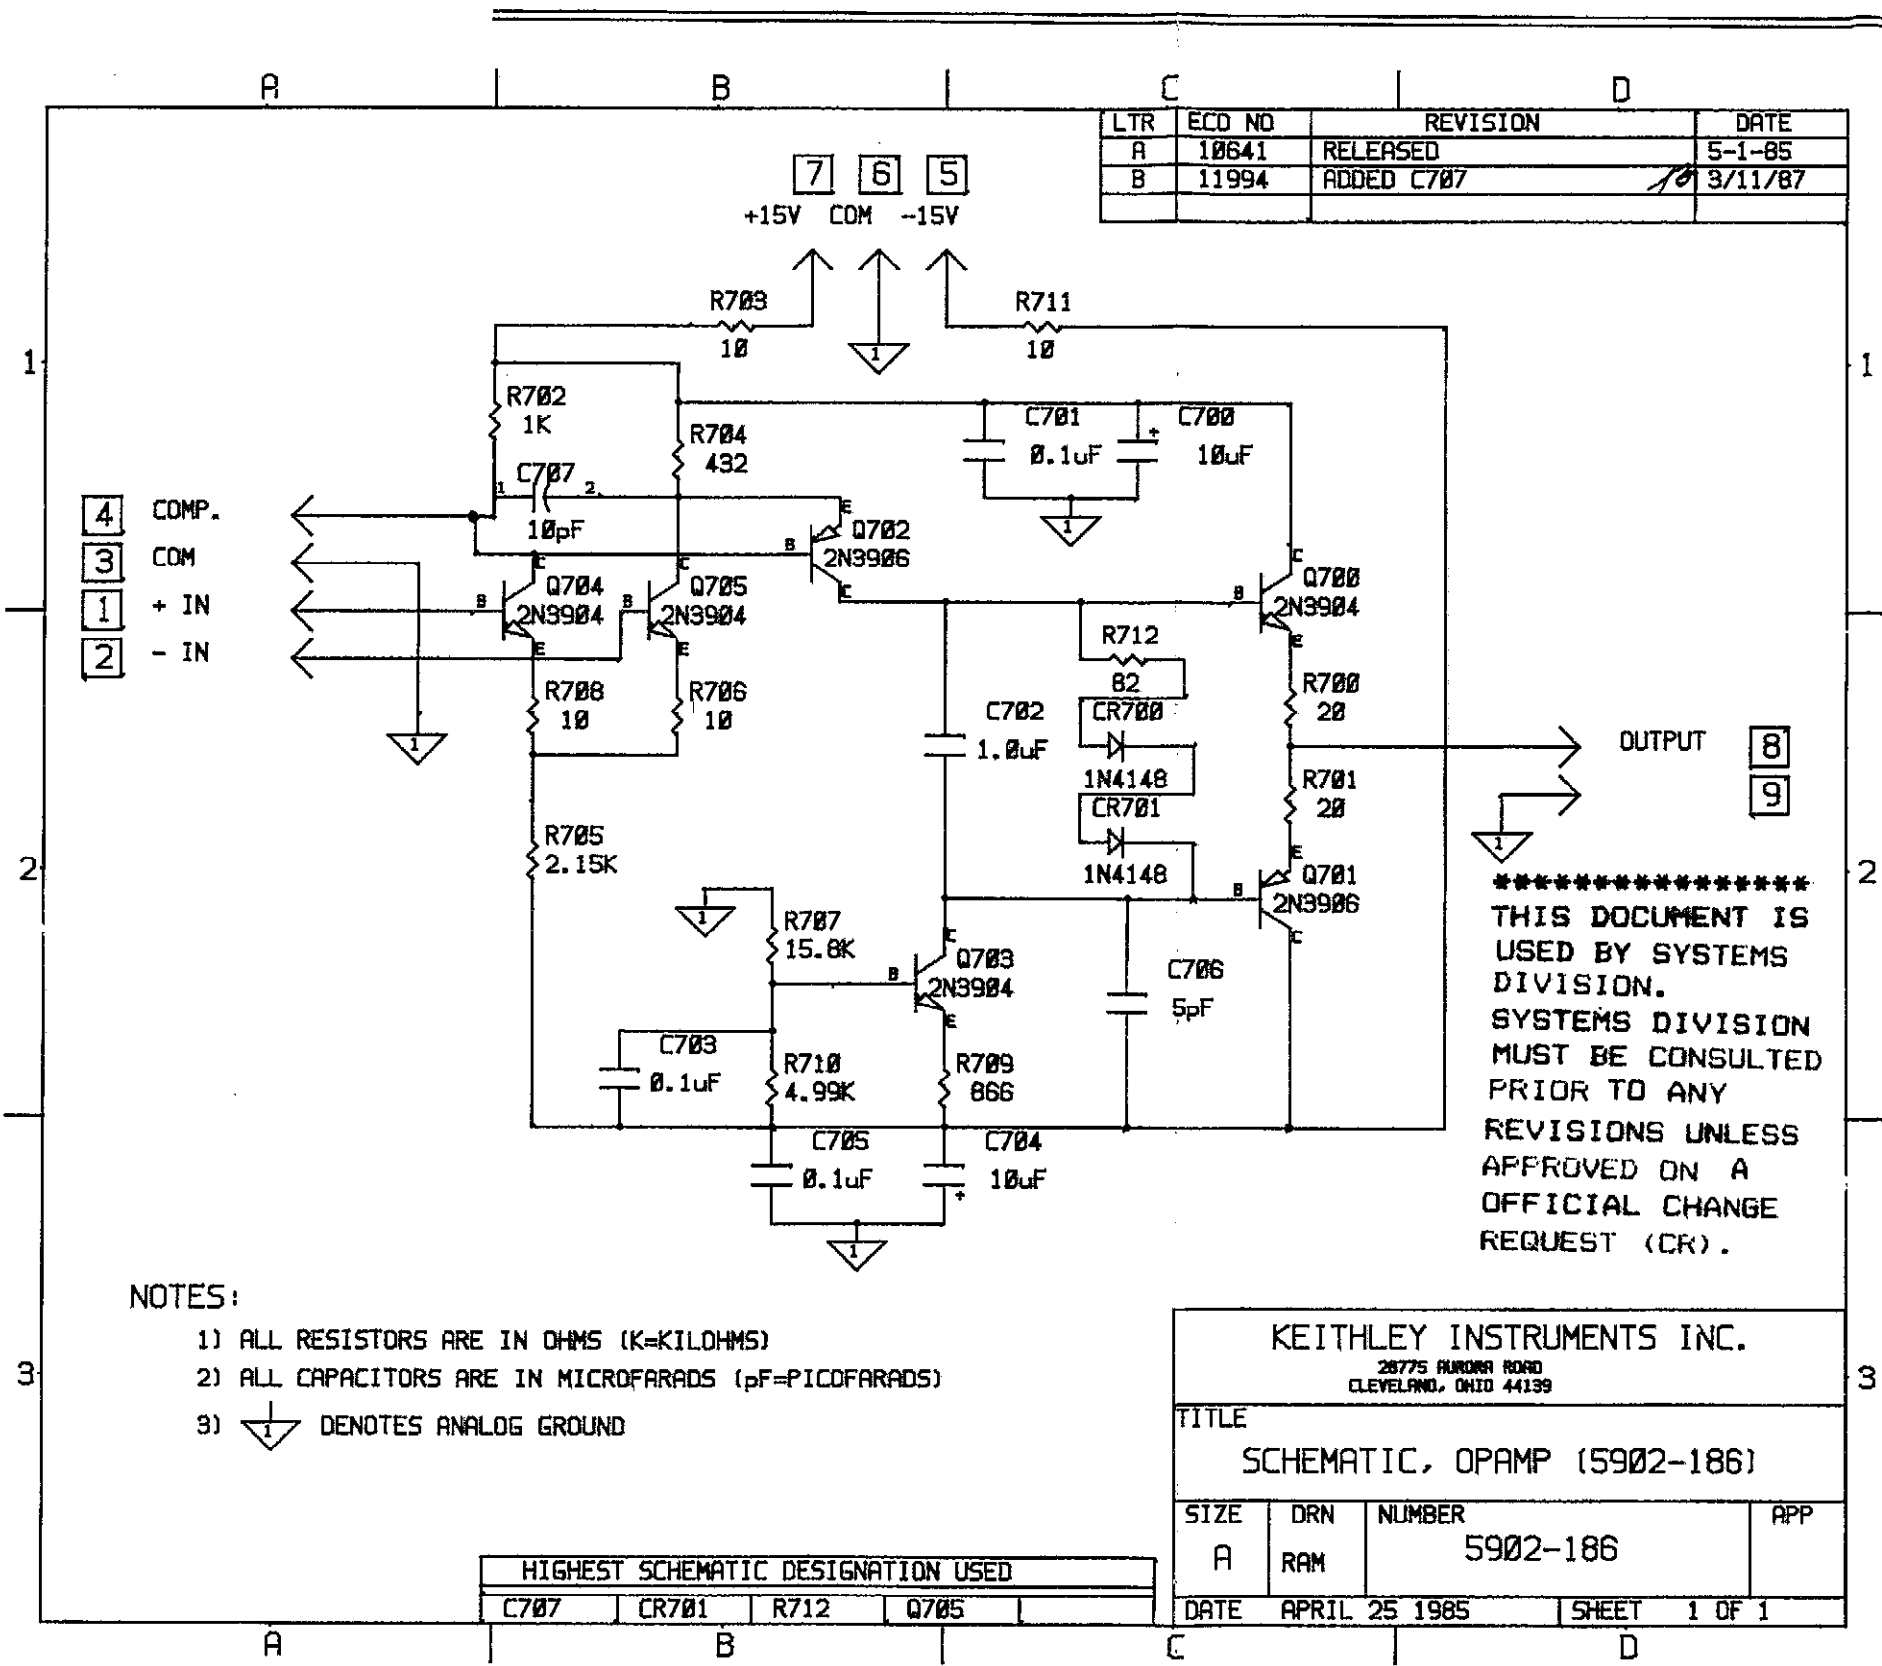 A B C D
LTR ECO NO REVISION DATE
A 10641 RELEASED 5-1-85
B 11994 ADDED C707 3/11/87
7 6 5
+15V COM -15V
R703
10
R711
10
1
1
1
R702
1K
R704
432
C701
0.1uF
C700
+
10uF
C707
1 2
10pF
1
4 COMP.
3 COM
1 + IN
2 - IN
E
B
C
Q702
2N3906
C
B
E
Q704
2N3904
C
B
E
Q705
2N3904
C
B
E
Q700
2N3904
R712
82
R708
10
R706
10
R700
20
C702
1.0uF
CR700
1N4148
1
OUTPUT 8
9
CR701
1N4148
R701
20
1
R705
2.15K
2
2
E
B
C
Q701
2N3906
1
R707
15.8K
C
B
E
Q703
2N3904
C706
5pF
C703
0.1uF
R710
4.99K
R709
866
C705
0.1uF
C704
10uF
+
1
****************
THIS DOCUMENT IS
USED BY SYSTEMS
DIVISION.
SYSTEMS DIVISION
MUST BE CONSULTED
PRIOR TO ANY
REVISIONS UNLESS
APPROVED ON A
OFFICIAL CHANGE
REQUEST (CR).
NOTES:
1) ALL RESISTORS ARE IN OHMS (K=KILOHMS)
2) ALL CAPACITORS ARE IN MICROFARADS (pF=PICOFARADS)
3) 1 DENOTES ANALOG GROUND
3
3
KEITHLEY INSTRUMENTS INC.
28775 AURORA ROAD
CLEVELAND, OHIO 44139
TITLE
SCHEMATIC, OPAMP (5902-186)
SIZE DRN NUMBER APP
A RAM 5902-186
DATE APRIL 25 1985 SHEET 1 OF 1
HIGHEST SCHEMATIC DESIGNATION USED
C707 CR701 R712 Q705
A B C D